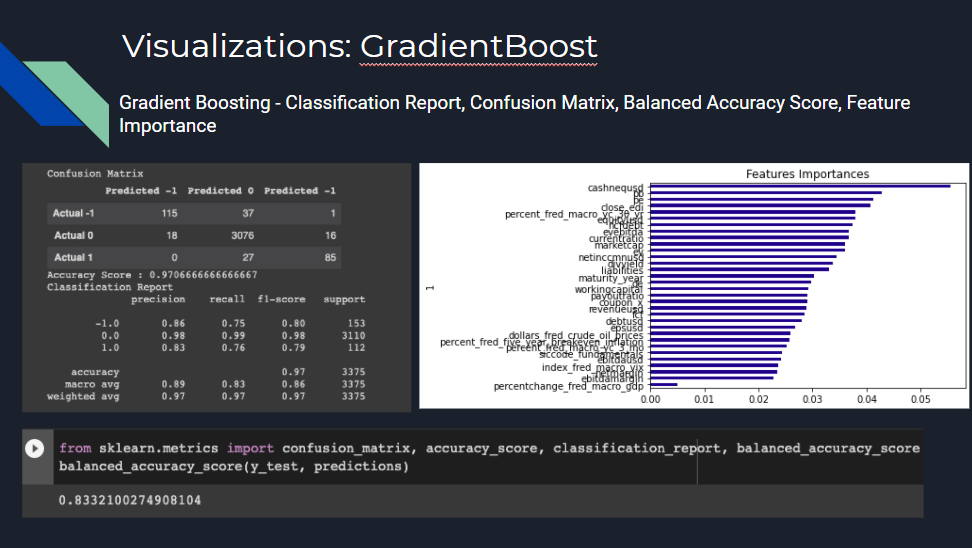 Visualizations: GradientBoost
Gradient Boosting - Classification Report, Confusion Matrix, Balanced Accuracy Score, Feature
Importance
Confusion Matrix
Predicted -1 Predicted 0 Predicted -1
Actual -1 115 37 1
Actual 0 18 3076 16
Actual 1 0 27 85
Accuracy Score : 0.9706666666666667
Classification Report
precision recall f1-score support
-1.0 0.86 0.75 0.80 153
0.0 0.98 0.99 0.98 3110
1.0 0.83 0.76 0.79 112
accuracy 0.97 3375
macro avg 0.89 0.83 0.86 3375
weighted avg 0.97 0.97 0.97 3375
Features Importances
cashnequsd
pb
pe
close_edi
percent_fred_macro_yc_30_yr
equityusd
ncfdebt
evebitda
currentratio
marketcap
ev
netinccmnusd
divyield
liabilities
maturity_year
de
workingcapital
payoutratio
coupon_x
revenueusd
fcf
debtusd
epsusd
dollars_fred_crude_oil_prices
percent_fred_five_year_breakeven_inflation
percent_fred_macro_yc_3_mo
siccode_fundamentals
ebitdausd
index_fred_macro_vix
netmargin
ebitdamargin
percentchange_fred_macro_gdp
1
0.00 0.01 0.02 0.03 0.04 0.05
from sklearn.metrics import confusion_matrix, accuracy_score, classification_report, balanced_accuracy_score
balanced_accuracy_score(y_test, predictions)
0.8332100274908104